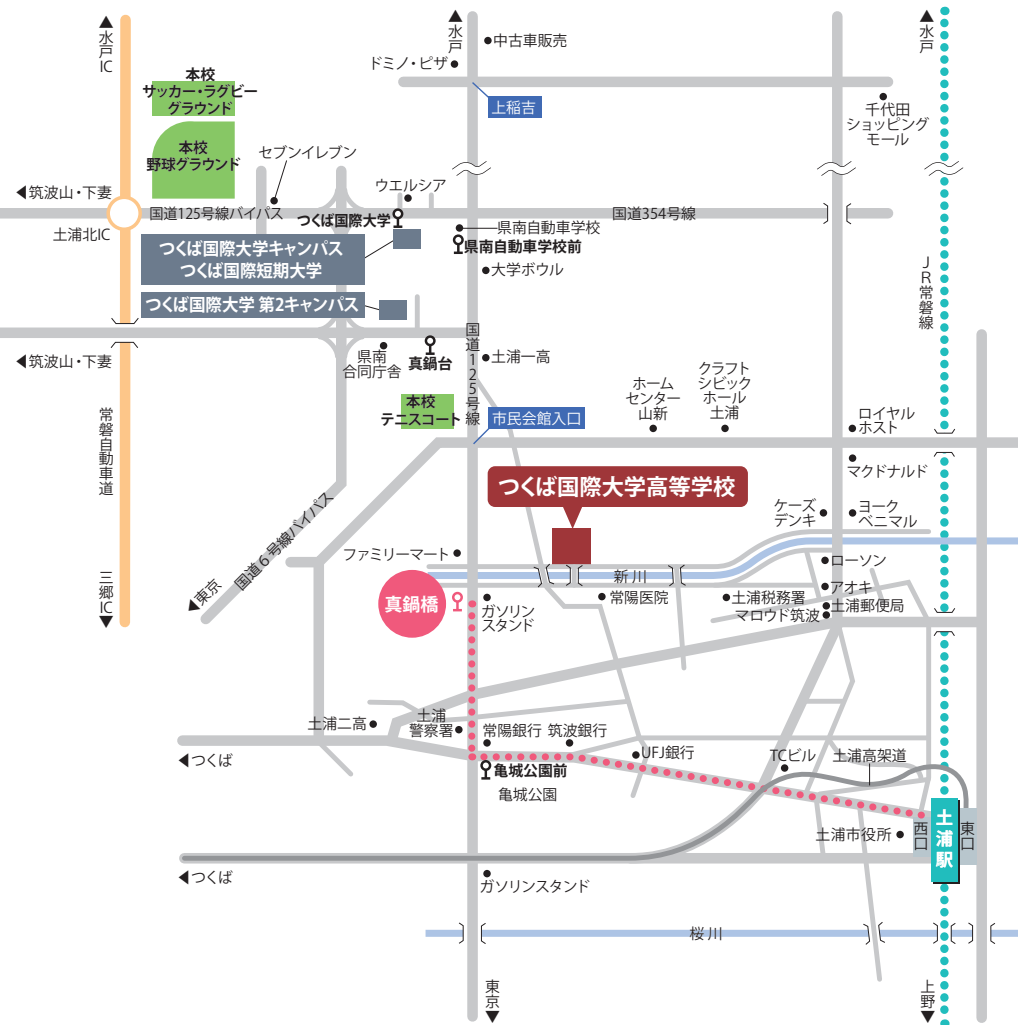 ▲水戸IC
▲水戸
▲水戸
●中古車販売
ドミノ・ピザ●
本校
サッカー・ラグビー
グラウンド
上稲吉
千代田
ショッピング
モール
本校
野球グラウンド
セブンイレブン
ウエルシア
◀筑波山・下妻
国道125号線バイパス
つくば国際大学
国道354号線
土浦北IC
県南自動車学校
県南自動車学校前
つくば国際大学キャンパス
つくば国際短期大学
●大学ボウル
JR常磐線
つくば国際大学 第2キャンパス
国道125号線
◀筑波山・下妻
県南
合同庁舎
真鍋台
●土浦一高
本校
テニスコート
市民会館入口
ホーム
センター
山新
クラフト
シビック
ホール
土浦
ロイヤル
ホスト
常磐自動車道
マクドナルド
つくば国際大学高等学校
ケーズ
デンキ
ヨーク
ベニマル
国道6号線バイパス
ファミリーマート●
●ローソン
新川
三郷IC▼
◀東京
真鍋橋
●ガソリン
スタンド
●常陽医院
●土浦税務署
●アオキ
●土浦郵便局
マロウド筑波●
土浦二高●
土浦
警察署●
常陽銀行
筑波銀行
◀つくば
●UFJ銀行
TCビル
土浦高架道
亀城公園前
亀城公園
土浦市役所●
西口
土浦駅
東口
◀つくば
ガソリンスタンド
桜川
東京▼
上野▼